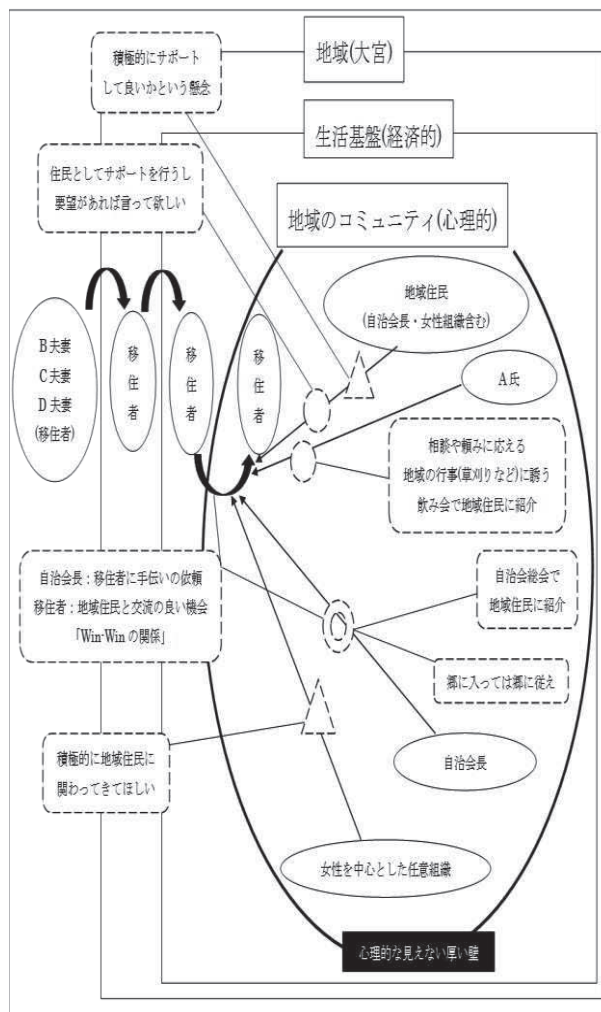 地域(大宮)
積極的にサポート
して良いかという懸念
生活基盤(経済的)
住民としてサポートを行うし
要望があれば言って欲しい
地域のコミュニティ(心理的)
地域住民
(自治会長・女性組織含む)
B夫妻
C夫妻
D夫妻
(移住者)
移住者
移住者
移住者
A氏
相談や頼みに応える
地域の行事(草刈りなど)に誘う
飲み会で地域住民に紹介
自治会長：移住者に手伝いの依頼
移住者：地域住民と交流の良い機会
「Win-Winの関係」
自治会総会で
地域住民に紹介
郷に入っては郷に従え
積極的に地域住民に
関わってきてほしい
自治会長
女性を中心とした任意組織
心理的な見えない厚い壁